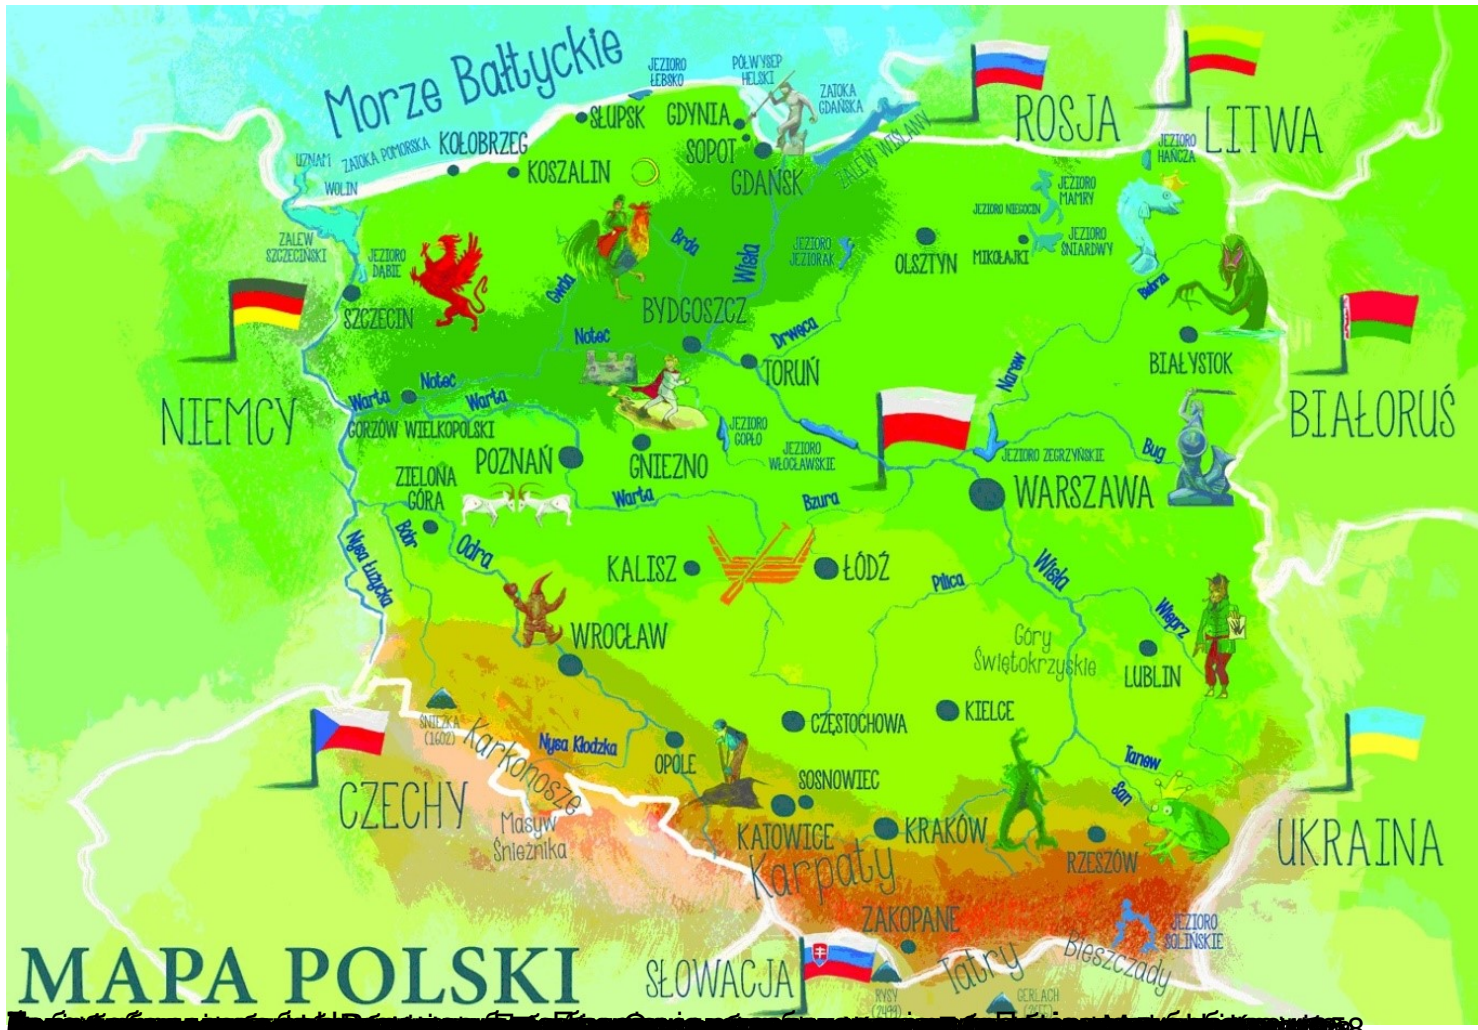 Morze Bałtyckie
JEZIORO
ŁEBSKO
PÓŁWYSEP
HELSKI
ZATOKA
GDAŃSKA
ROSJA
LITWA
SŁUPSK
GDYNIA
SOPOT
GDAŃSK
ZALEW WIŚLANY
JEZIORO
HAŃCZA
UZNAM
ZATOKA POMORSKA
KOŁOBRZEG
KOSZALIN
WOLIN
JEZIORO
MAMRY
JEZIORO NIEGOCIN
ZALEW
SZCZECIŃSKI
JEZIORO
DĄBIE
Brda
Wisła
JEZIORO
JEZIORAK
OLSZTYN
MIKOŁAJKI
JEZIORO
ŚNIARDWY
Gwda
Biebrza
SZCZECIN
BYDGOSZCZ
Notec
Drwęca
TORUŃ
BIAŁYSTOK
Narew
Notec
Warta
Warta
NIEMCY
GORZÓW WIELKOPOLSKI
BIAŁORUŚ
JEZIORO
GOPŁO
JEZIORO
WŁOCŁAWSKIE
JEZIORO ZEGRZYŃSKIE
Bug
POZNAŃ
GNIEZNO
ZIELONA
GÓRA
Warta
Bzura
WARSZAWA
Bóbr
Odra
Nysa Łużycka
KALISZ
ŁÓDŹ
Pilica
Wisła
Wieprz
WROCŁAW
Góry
Świętokrzyskie
LUBLIN
ŚNIEŻKA
(1602)
Karkonosze
Nysa Kłodzka
CZĘSTOCHOWA
KIELCE
OPOLE
SOSNOWIEC
Tanew
San
CZECHY
Masyw
Śnieżnika
KATOWICE
KRAKÓW
RZESZÓW
UKRAINA
Karpaty
ZAKOPANE
JEZIORO
SOLIŃSKIE
Tatry
Bieszczady
MAPA POLSKI
SŁOWACJA
RYSY
(2499)
GERLACH
(2655)